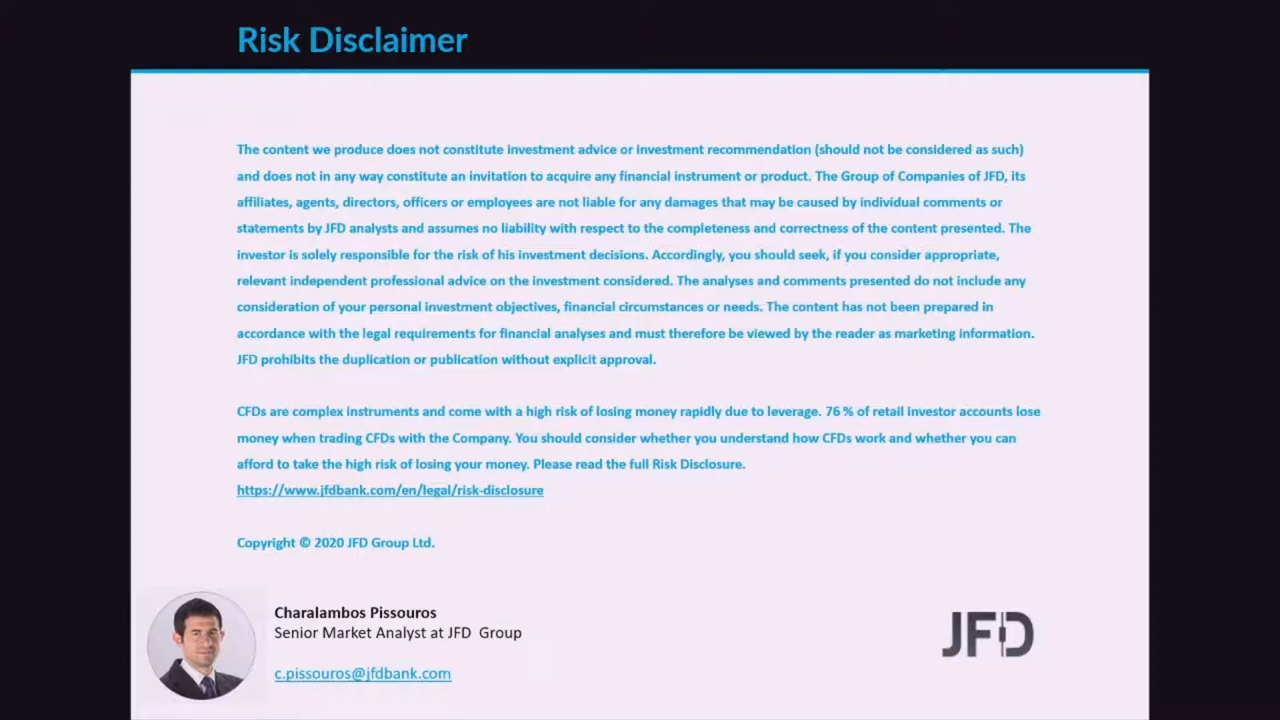 Risk Disclaimer
The content we produce does not constitute investment advice or investment recommendation (should not be considered as such)
and does not in any way constitute an invitation to acquire any financial instrument or product. The Group of Companies of JFD, its
affiliates, agents, directors, officers or employees are not liable for any damages that may be caused by individual comments or
statements by JFD analysts and assumes no liability with respect to the completeness and correctness of the content presented. The
investor is solely responsible for the risk of his investment decisions. Accordingly, you should seek, if you consider appropriate,
relevant independent professional advice on the investment considered. The analyses and comments presented do not include any
consideration of your personal investment objectives, financial circumstances or needs. The content has not been prepared in
accordance with the legal requirements for financial analyses and must therefore be viewed by the reader as marketing information.
JFD prohibits the duplication or publication without explicit approval.
CFDs are complex instruments and come with a high risk of losing money rapidly due to leverage. 76 % of retail investor accounts lose
money when trading CFDs with the Company. You should consider whether you understand how CFDs work and whether you can
afford to take the high risk of losing your money. Please read the full Risk Disclosure.
https://www.jfdbank.com/en/legal/risk-disclosure
Copyright © 2020 JFD Group Ltd.
Charalambos Pissouros
Senior Market Analyst at JFD  Group
c.pissouros@jfdbank.com
JFD